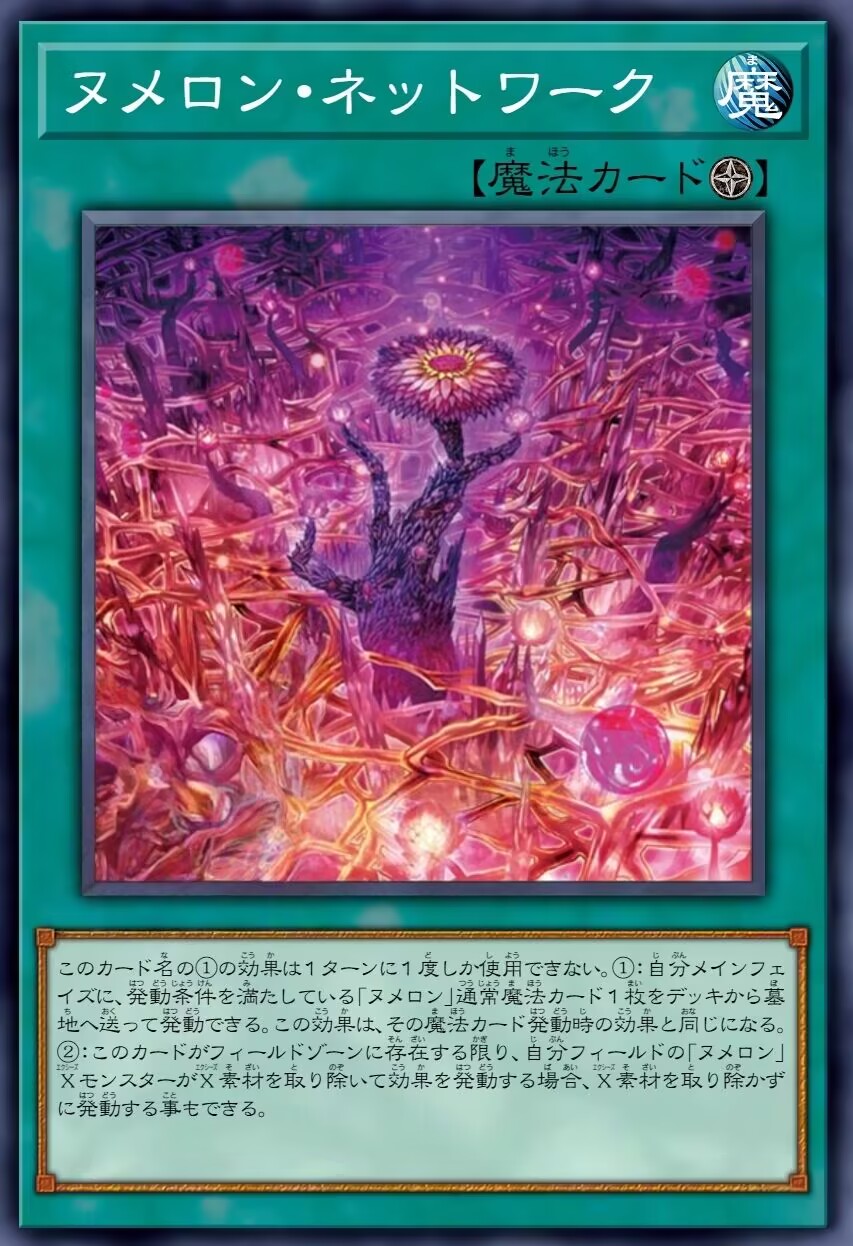 ヌメロン・ネットワーク 魔
【魔法カード】
このカード名の①の効果は1ターンに1度しか使用できない。①:自分メインフェ
イズに、発動条件を満たしている「ヌメロン」通常魔法カード1枚をデッキから墓
地へ送って発動できる。この効果は、その魔法カード発動時の効果と同じになる。
②:このカードがフィールドゾーンに存在する限り、自分フィールドの「ヌメロン」
XモンスターがX素材を取り除いて効果を発動する場合、X素材を取り除かず
に発動する事もできる。